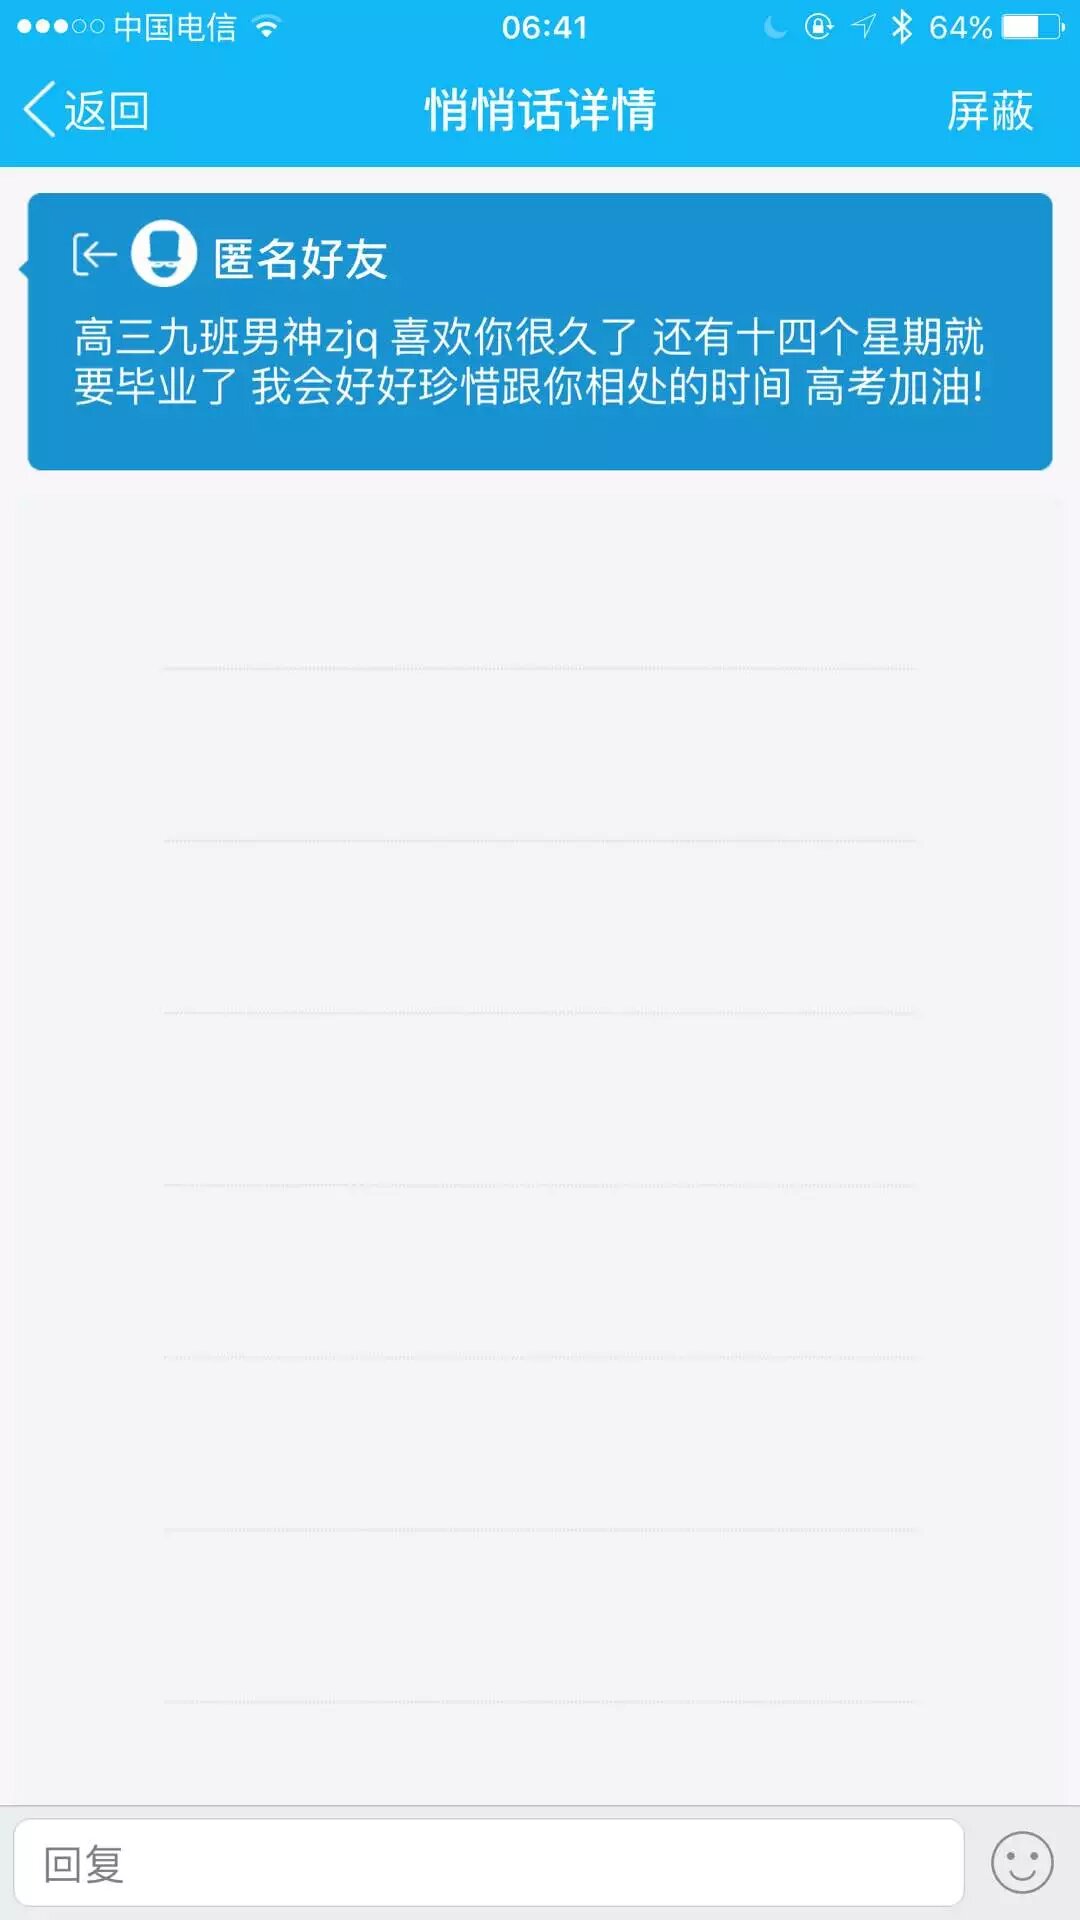 中国电信
06:41
64%
返回
悄悄话详情
屏蔽
匿名好友
高三九班男神zjq 喜欢你很久了 还有十四个星期就
要毕业了 我会好好珍惜跟你相处的时间 高考加油!
回复